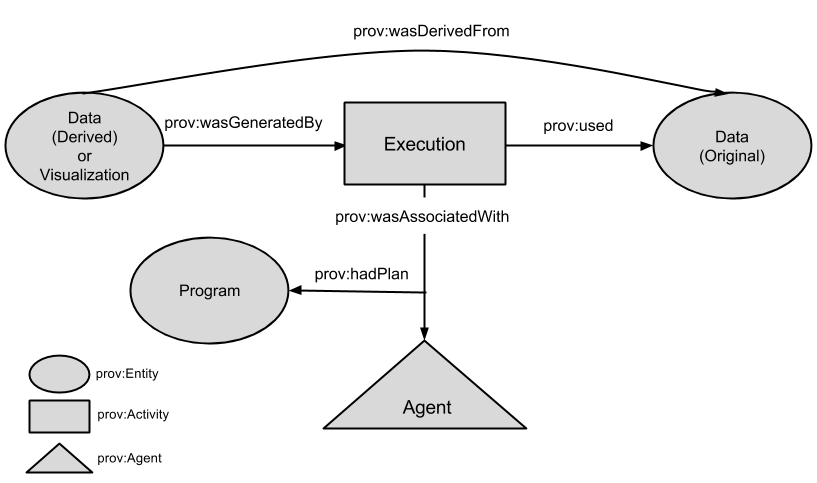 prov:wasDerivedFrom
Data
(Derived)
or
Visualization
prov:wasGeneratedBy
Execution
prov:used
Data
(Original)
prov:wasAssociatedWith
prov:hadPlan
Program
Agent
prov:Entity
prov:Activity
prov:Agent